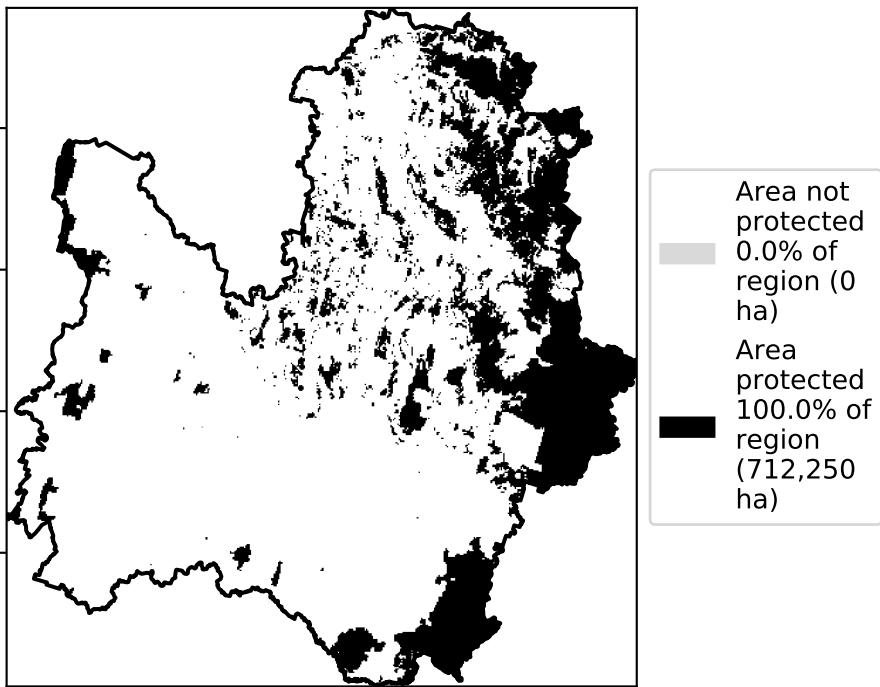 Area not
protected
0.0% of
region (0
ha)
Area
protected
100.0% of
region
(712,250
ha)